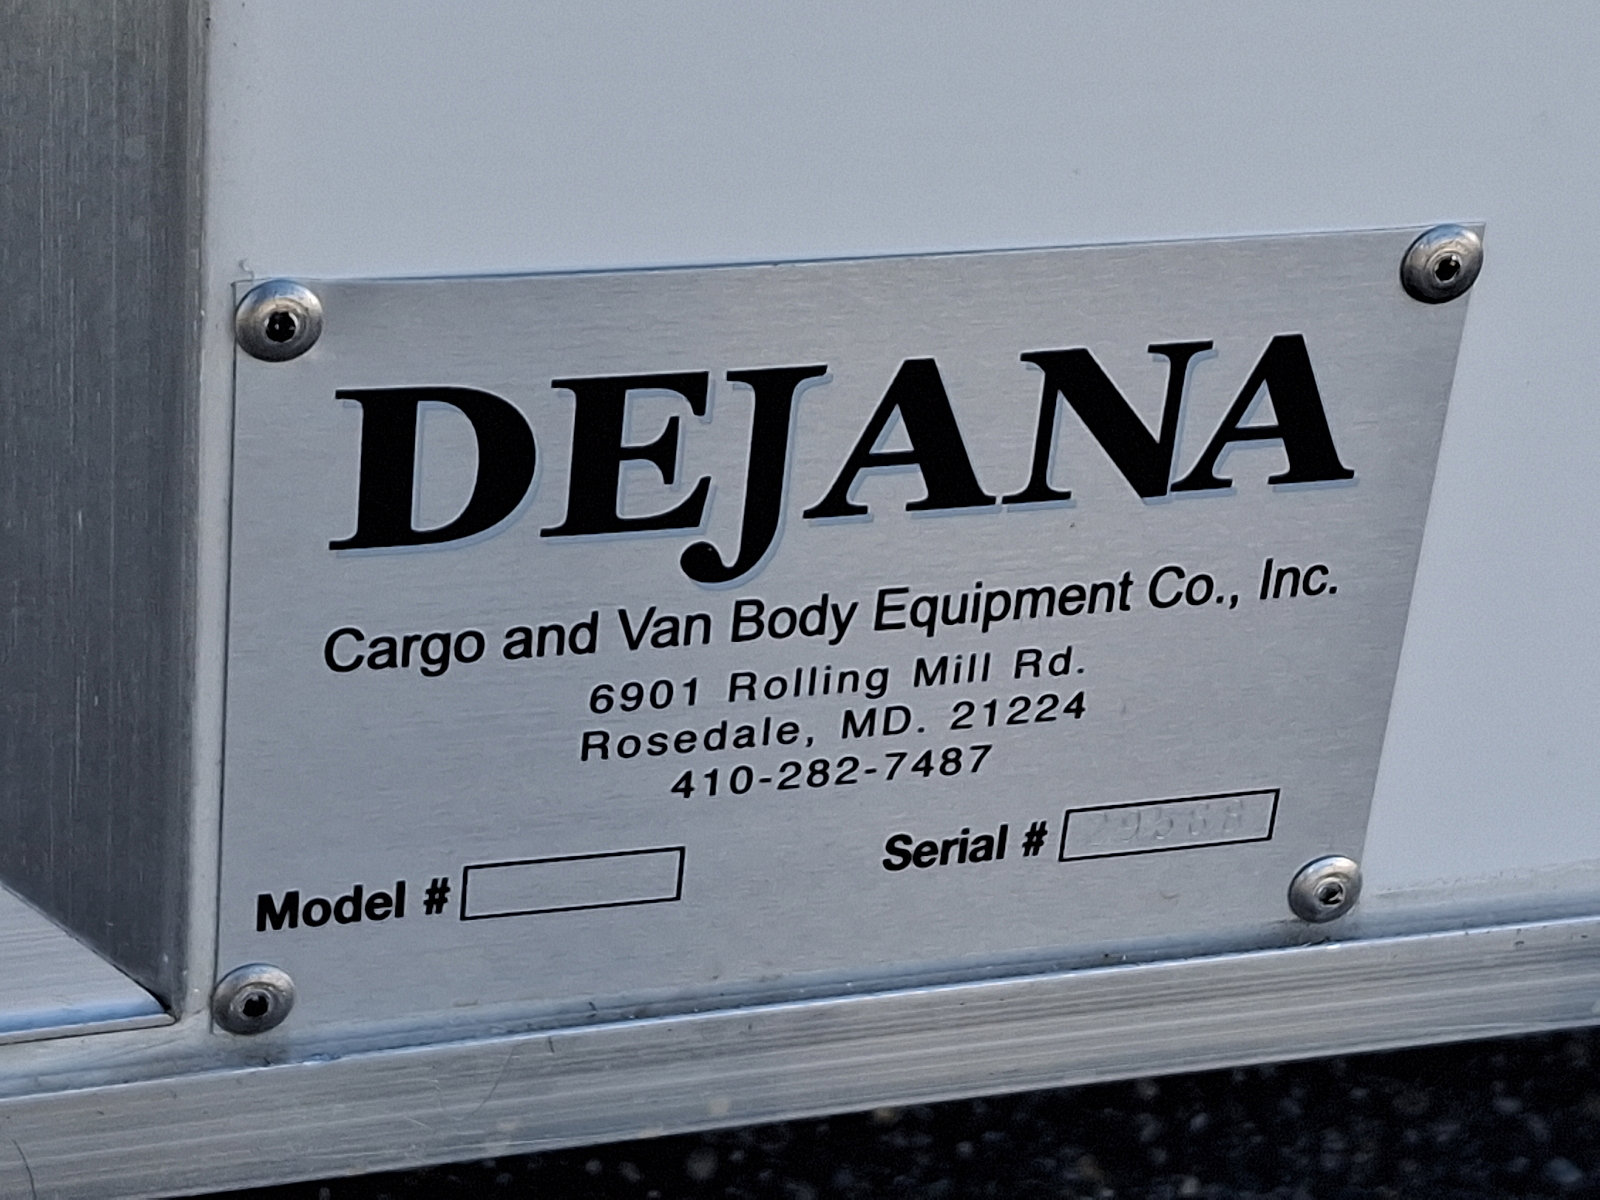 DEJANA
Cargo and Van Body Equipment Co., Inc.
6901 Rolling Mill Rd.
Rosedale, MD. 21224
410-282-7487
Model # Serial #